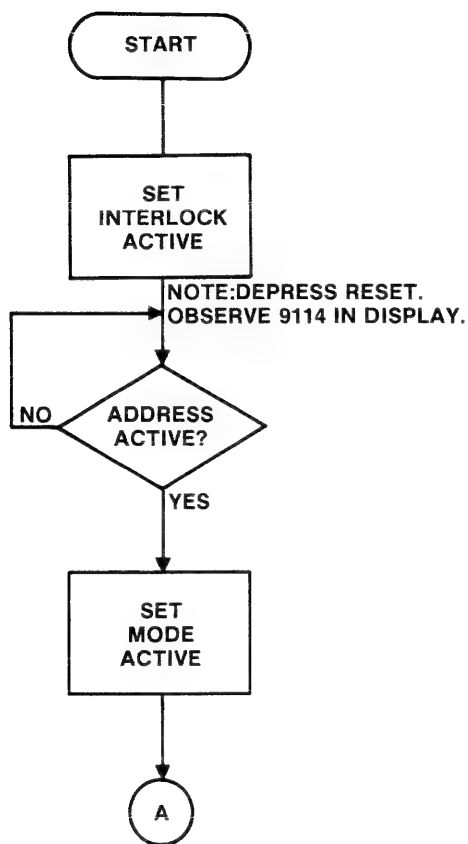 START
SET
INTERLOCK
ACTIVE
NOTE:DEPRESS RESET.
OBSERVE 9114 IN DISPLAY.
NO
ADDRESS
ACTIVE?
YES
SET
MODE
ACTIVE
A